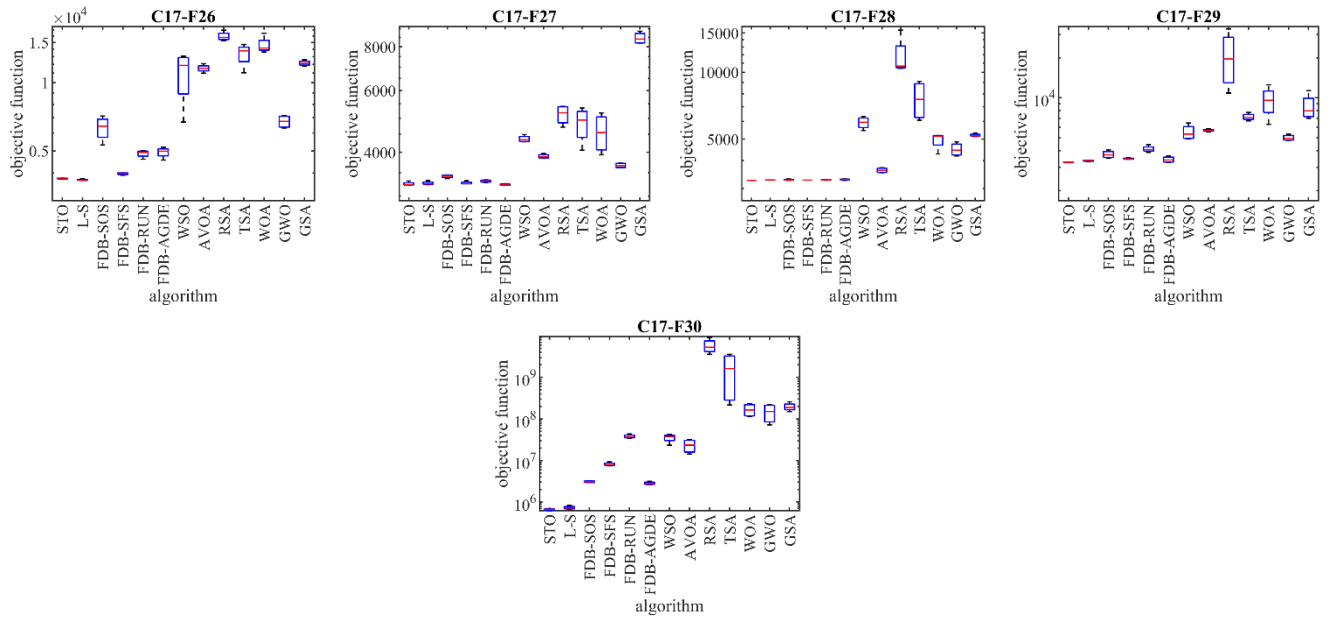 C17-F26
×10⁴
1.5
1
0.5
objective function
STO
L-S
FDB-SOS
FDB-SFS
FDB-RUN
FDB-AGDE
WSO
AVOA
RSA
TSA
WOA
GWO
GSA
algorithm
C17-F27
8000
6000
4000
objective function
STO
L-S
FDB-SOS
FDB-SFS
FDB-RUN
FDB-AGDE
WSO
AVOA
RSA
TSA
WOA
GWO
GSA
algorithm
C17-F28
15000
10000
5000
objective function
STO
L-S
FDB-SOS
FDB-SFS
FDB-RUN
FDB-AGDE
WSO
AVOA
RSA
TSA
WOA
GWO
GSA
algorithm
C17-F29
10⁴
objective function
STO
L-S
FDB-SOS
FDB-SFS
FDB-RUN
FDB-AGDE
WSO
AVOA
RSA
TSA
WOA
GWO
GSA
algorithm
C17-F30
10⁹
10⁸
10⁷
10⁶
objective function
STO
L-S
FDB-SOS
FDB-SFS
FDB-RUN
FDB-AGDE
WSO
AVOA
RSA
TSA
WOA
GWO
GSA
algorithm